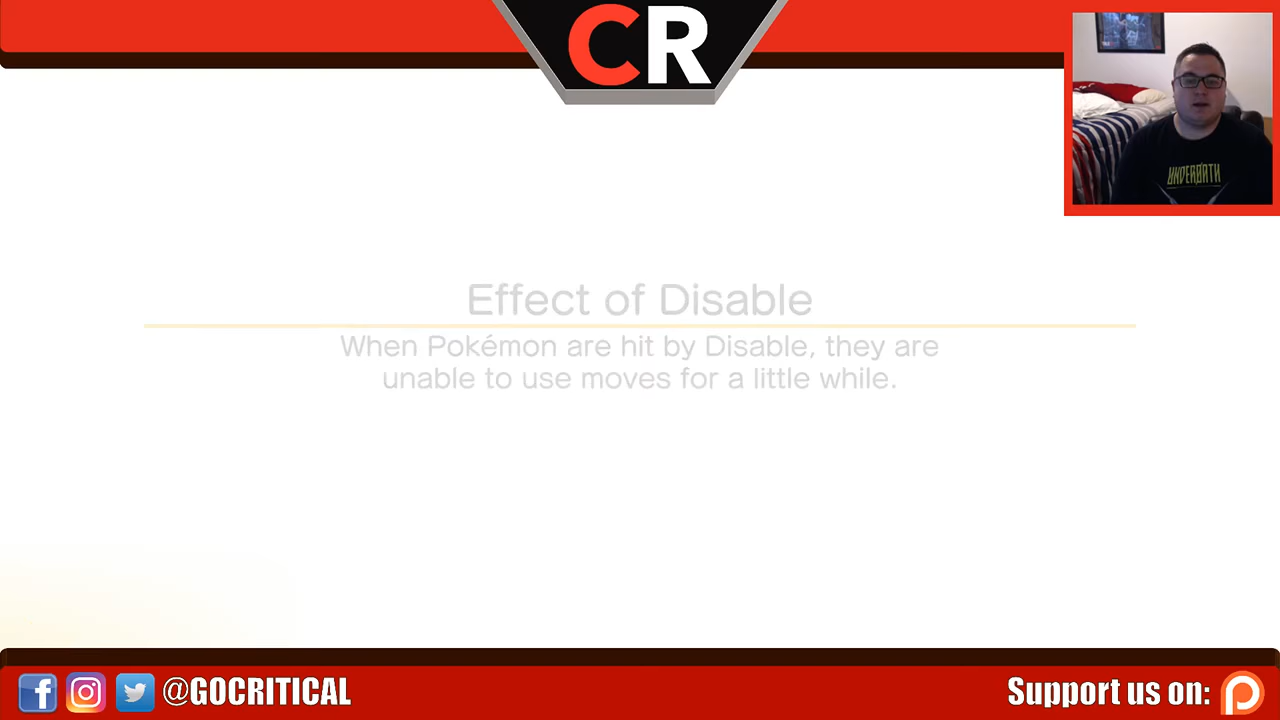 CR
UNDEROATH
Effect of Disable
When Pokémon are hit by Disable, they are
unable to use moves for a little while.
@GOCRITICAL
Support us on: